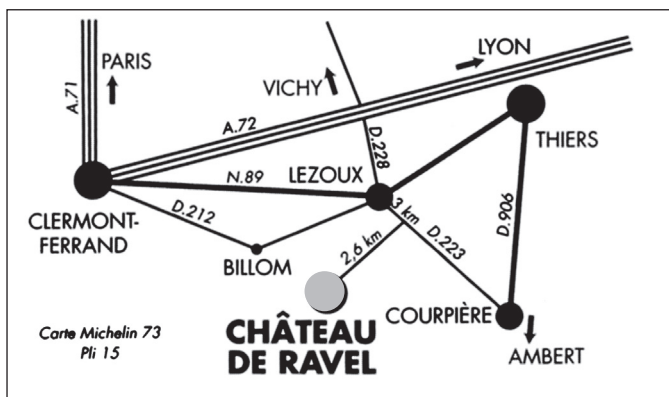 PARIS
A.71
LYON
VICHY
A.72
D.228
THIERS
N.89
LEZOUX
CLERMONT-
FERRAND
D.212
3 km
D.906
BILLOM
2,6 km
D.223
CHÂTEAU
DE RAVEL
COURPIÈRE
AMBERT
Carte Michelin 73
Pli 15